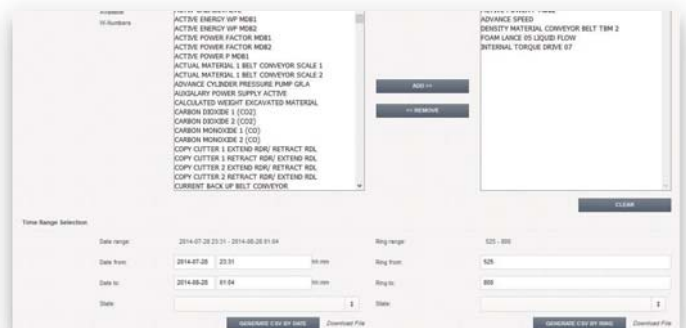 Available
IV-Numbers
ACTIVE ENERGY WP MDB1
ACTIVE ENERGY WP MDB2
ACTIVE POWER FACTOR MDB1
ACTIVE POWER FACTOR MDB2
ACTIVE POWER P MDB1
ACTUAL MATERIAL 1 BELT CONVEYOR SCALE 1
ACTUAL MATERIAL 1 BELT CONVEYOR SCALE 2
ADVANCE CYLINDER PRESSURE PUMP GR.A
AUXIALARY POWER SUPPLY ACTIVE
CALCULATED WEIGHT EXCAVATED MATERIAL
CARBON DIOXIDE 1 (CO2)
CARBON DIOXIDE 2 (CO2)
CARBON MONOXIDE 1 (CO)
CARBON MONOXIDE 2 (CO)
COPY CUTTER 1 EXTEND RDR/ RETRACT RDL
COPY CUTTER 1 RETRACT RDR/ EXTEND RDL
COPY CUTTER 2 EXTEND RDR/ RETRACT RDL
COPY CUTTER 2 RETRACT RDR/ EXTEND RDL
CURRENT BACK UP BELT CONVEYOR
ADD >>
<< REMOVE
ADVANCE SPEED
DENSITY MATERIAL CONVEYOR BELT TBM 2
FOAM LANCE 05 LIQUID FLOW
INTERNAL TORQUE DRIVE 07
CLEAR
Time Range Selection
Date range: 2014-07-28 23:31 - 2014-08-28 01:04 Ring range: 525 - 800
Date from: 2014-07-28 23:31 hh:mm Ring from: 525
Date to: 2014-08-28 01:04 hh:mm Ring to: 800
State: State:
GENERATE CSV BY DATE Download File GENERATE CSV BY RING Download File